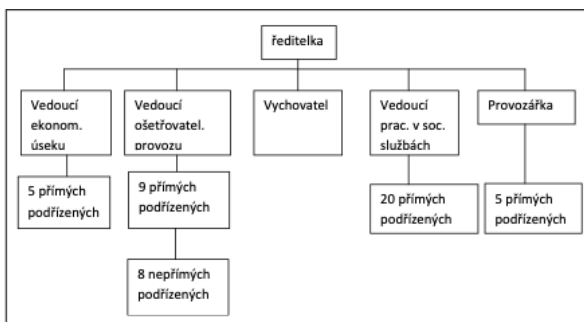 ředitelka
Vedoucí
ekonom.
úseku
Vedoucí
ošetřovatel.
provozu
Vychovatel
Vedoucí
prac. v soc.
službách
Provozářka
5 přímých
podřízených
9 přímých
podřízených
20 přímých
podřízených
5 přímých
podřízených
8 nepřímých
podřízených